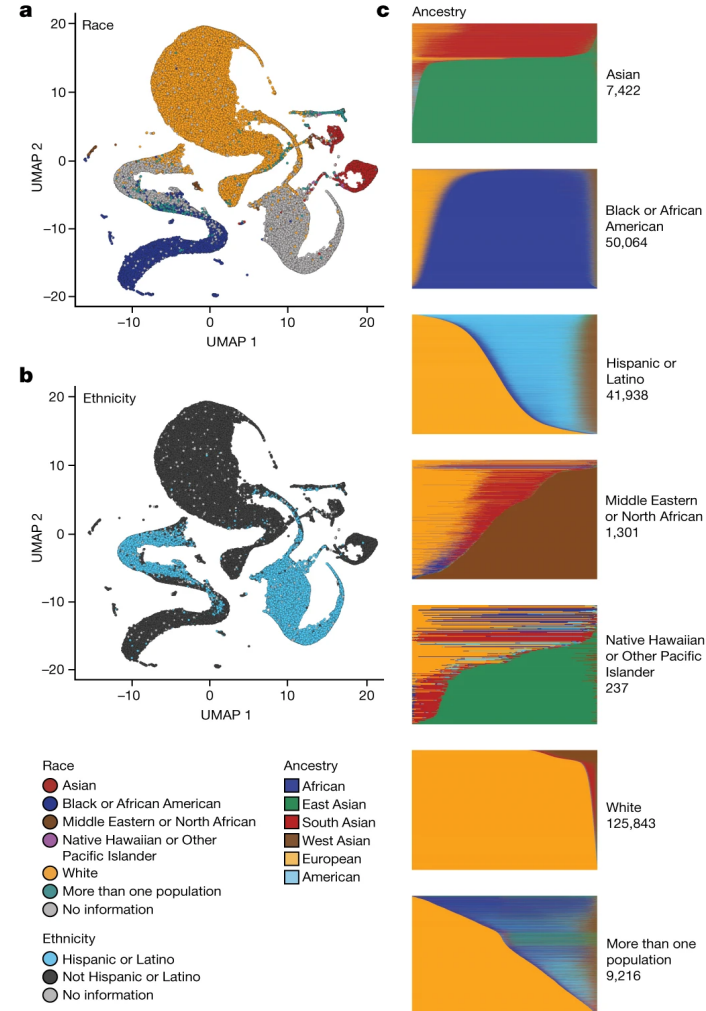 a
Race
20
10
0
−10
−20
UMAP 2
−10
0
10
20
UMAP 1
b
Ethnicity
20
10
0
−10
−20
UMAP 2
−10
0
10
20
UMAP 1
Race
Asian
Black or African American
Middle Eastern or North African
Native Hawaiian or Other
Pacific Islander
White
More than one population
No information
Ethnicity
Hispanic or Latino
Not Hispanic or Latino
No information
Ancestry
African
East Asian
South Asian
West Asian
European
American
c
Ancestry
Asian
7,422
Black or African
American
50,064
Hispanic or
Latino
41,938
Middle Eastern
or North African
1,301
Native Hawaiian
or Other Pacific
Islander
237
White
125,843
More than one
population
9,216